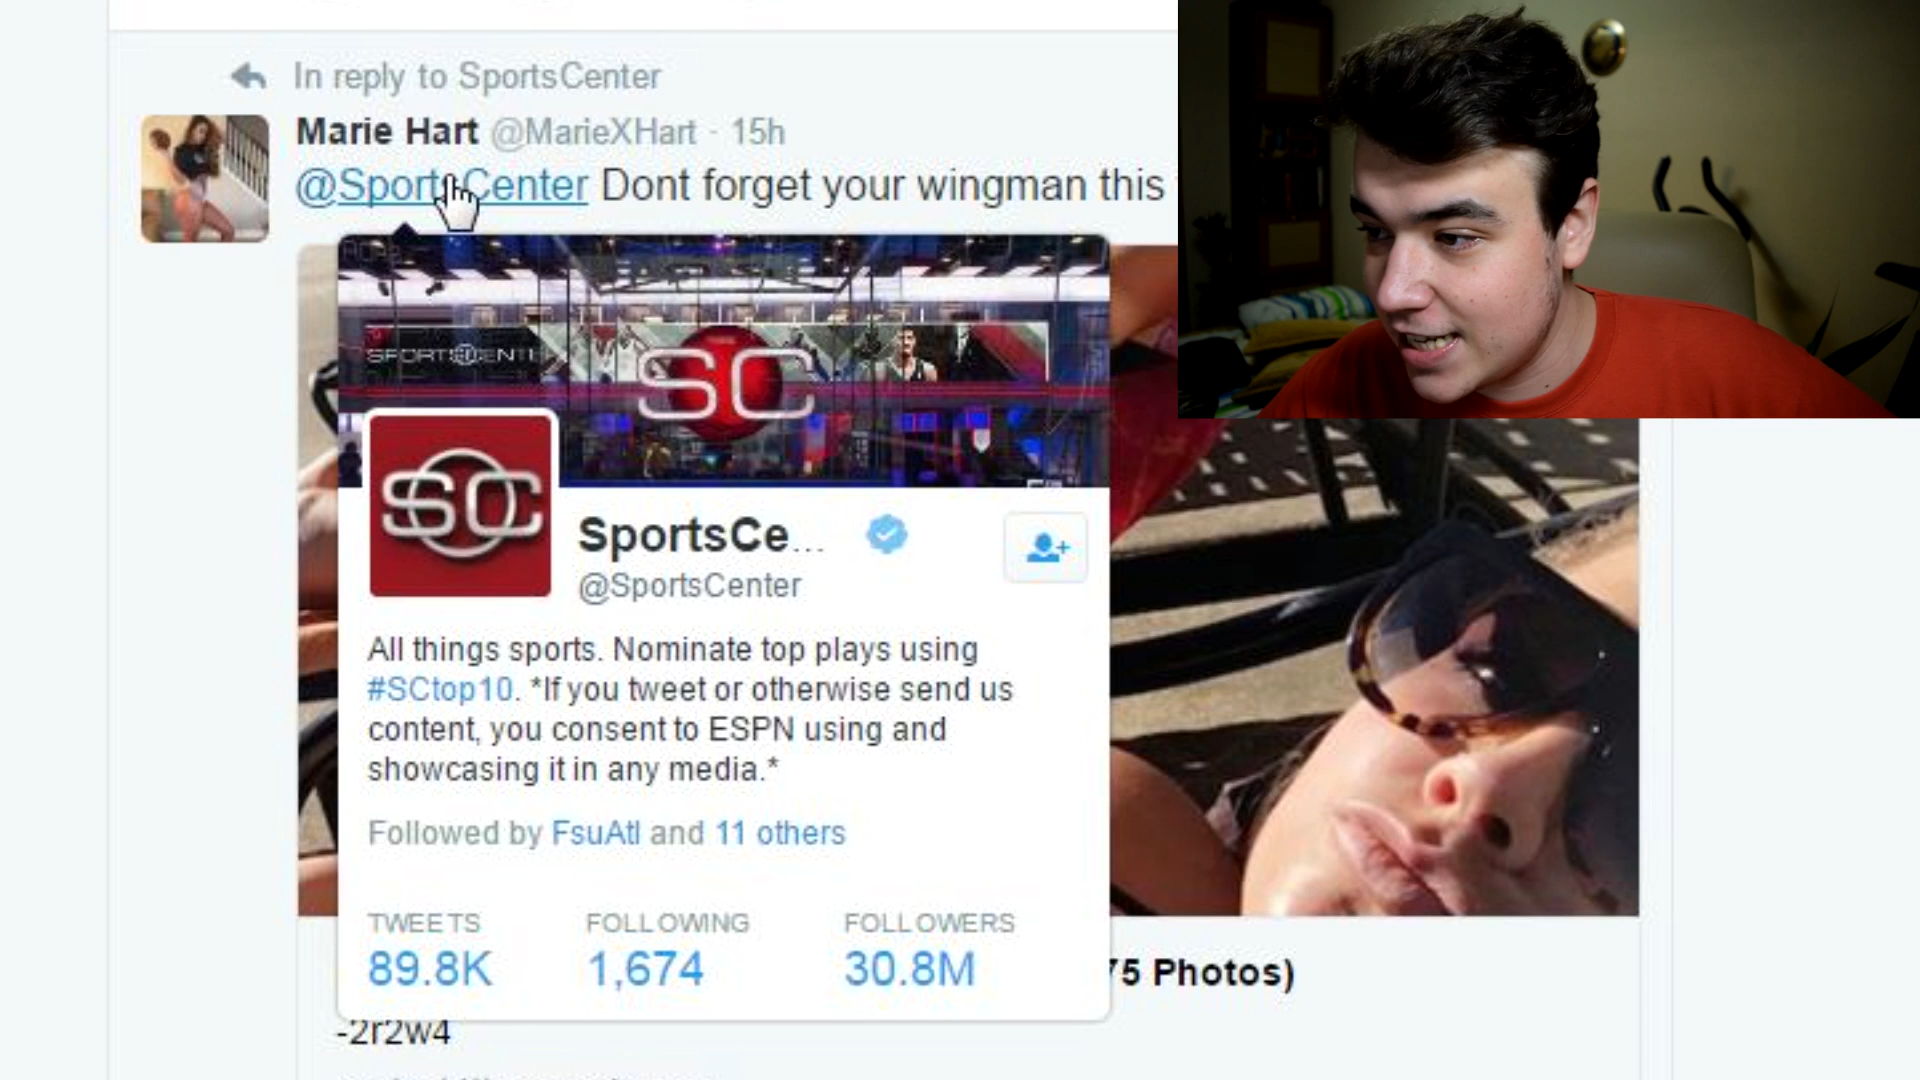 In reply to SportsCenter
Marie Hart @MarieXHart · 15h
@SportsCenter Dont forget your wingman this
SC
SC
SportsCe...
@SportsCenter
All things sports. Nominate top plays using
#SCtop10. *If you tweet or otherwise send us
content, you consent to ESPN using and
showcasing it in any media.*
Followed by FsuAtl and 11 others
TWEETS FOLLOWING FOLLOWERS
89.8K 1,674 30.8M
5 Photos)
-2r2w4